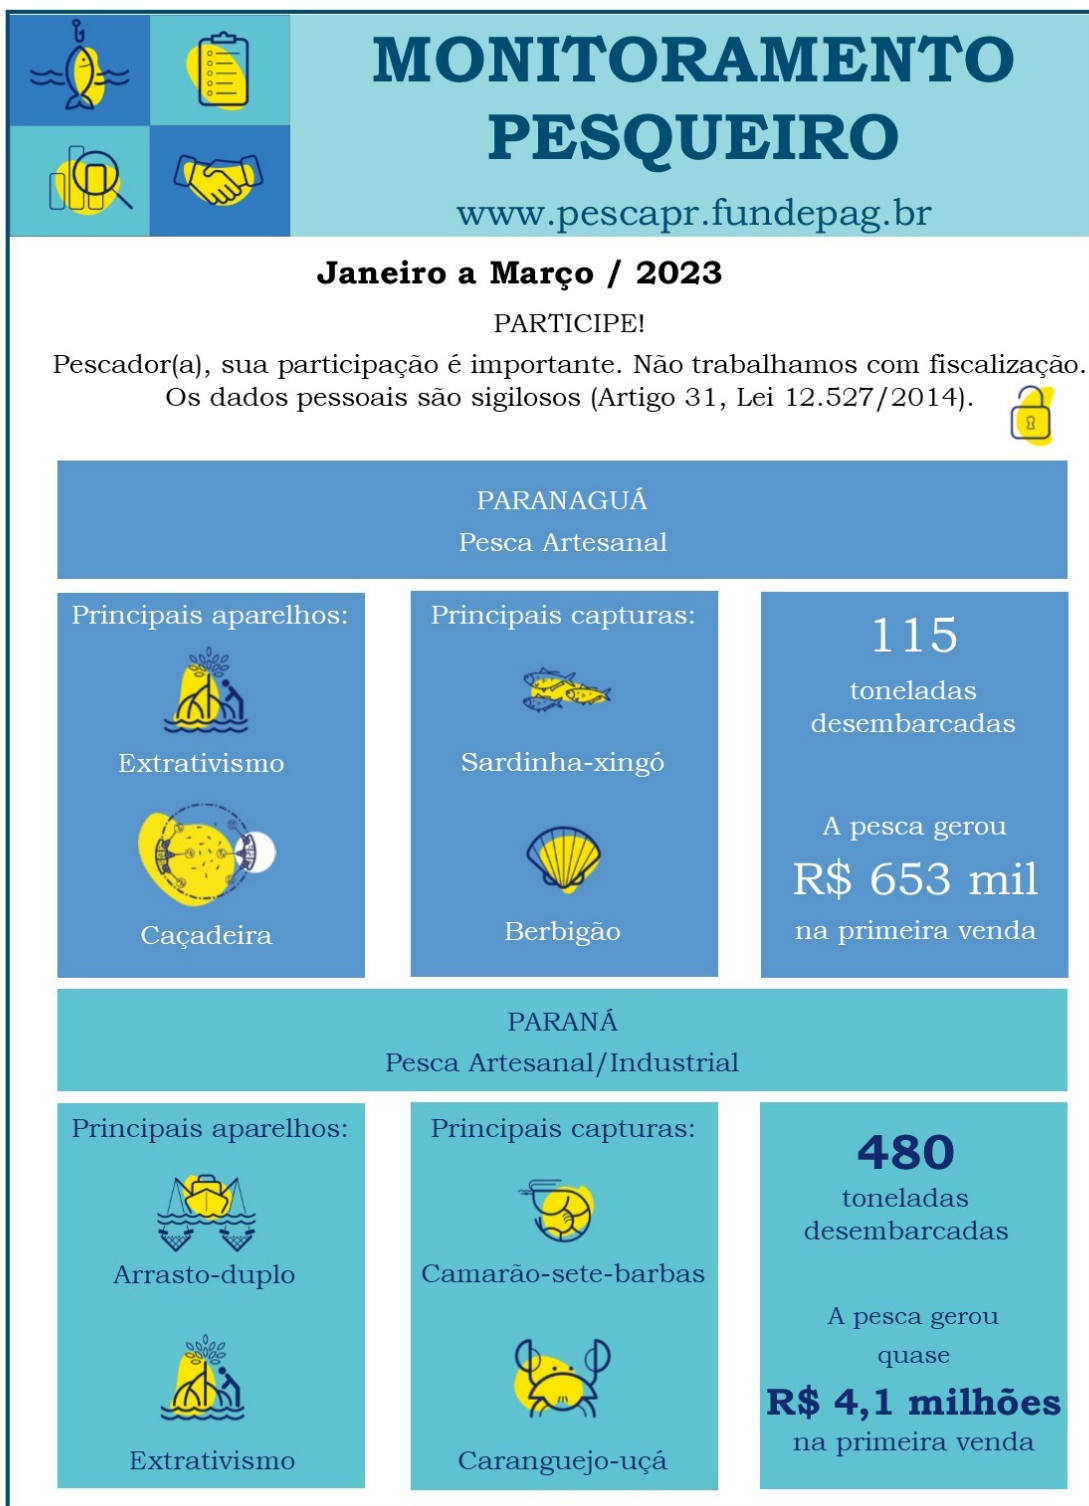 MONITORAMENTO
PESQUEIRO
www.pescapr.fundepag.br
Janeiro a Março / 2023
PARTICIPE!
Pescador(a), sua participação é importante. Não trabalhamos com fiscalização.
Os dados pessoais são sigilosos (Artigo 31, Lei 12.527/2014).
PARANAGUÁ
Pesca Artesanal
Principais aparelhos:
Extrativismo
Caçadeira
Principais capturas:
Sardinha-xingó
Berbigão
115
toneladas
desembarcadas
A pesca gerou
R$ 653 mil
na primeira venda
PARANÁ
Pesca Artesanal/Industrial
Principais aparelhos:
Arrasto-duplo
Extrativismo
Principais capturas:
Camarão-sete-barbas
Caranguejo-uçá
480
toneladas
desembarcadas
A pesca gerou
quase
R$ 4,1 milhões
na primeira venda